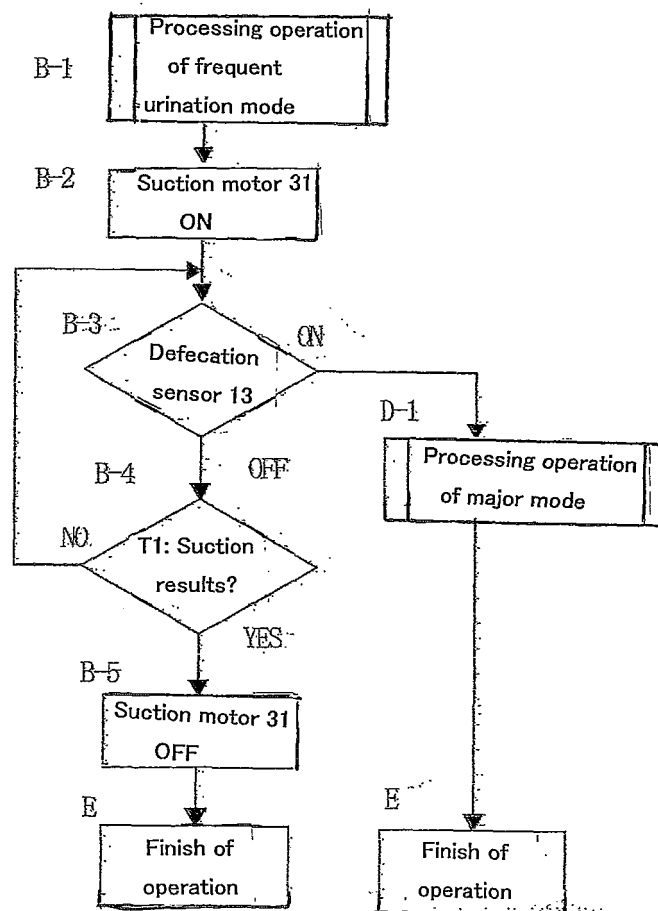 B-1
Processing operation
of frequent
urination mode
B-2
Suction motor 31
ON
B-3
Defecation
sensor 13
ON
OFF
D-1
Processing operation
of major mode
B-4
T1: Suction
results?
NO
YES
B-5
Suction motor 31
OFF
E
Finish of
operation
E
Finish of
operation